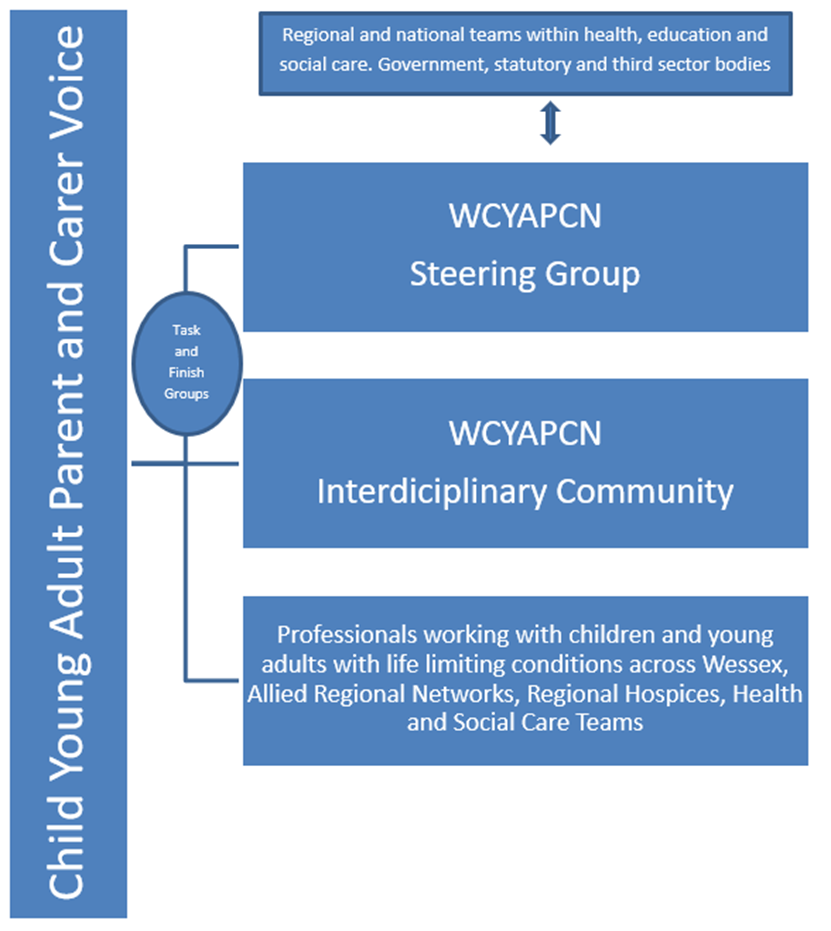 Child Young Adult Parent and Carer Voice
Regional and national teams within health, education and
social care. Government, statutory and third sector bodies
WCYAPCN
Steering Group
Task
and
Finish
Groups
WCYAPCN
Interdiciplinary Community
Professionals working with children and young
adults with life limiting conditions across Wessex,
Allied Regional Networks, Regional Hospices, Health
and Social Care Teams